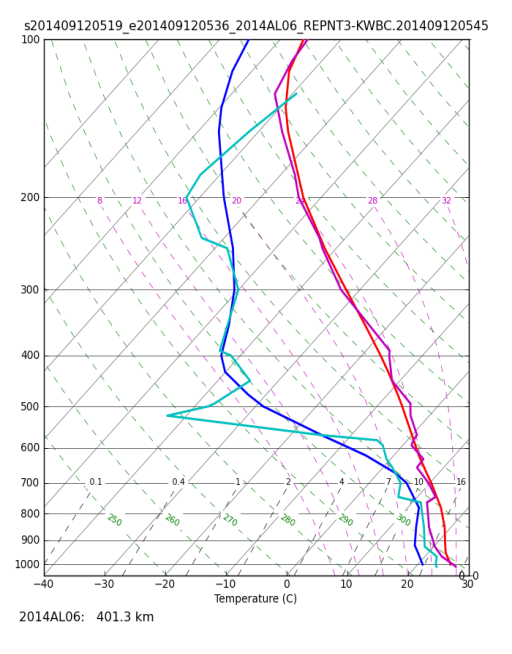 s201409120519_e201409120536_2014AL06_REPNT3-KWBC.201409120545
100
200
8 12 16 20 28 32
300
400
500
600
0.1 0.4 1 2 4 7 10 16
700
800
250 260 270 280 290 300
900
1000
−40 −30 −20 −10 0 10 20 30
Temperature (C)
2014AL06: 401.3 km